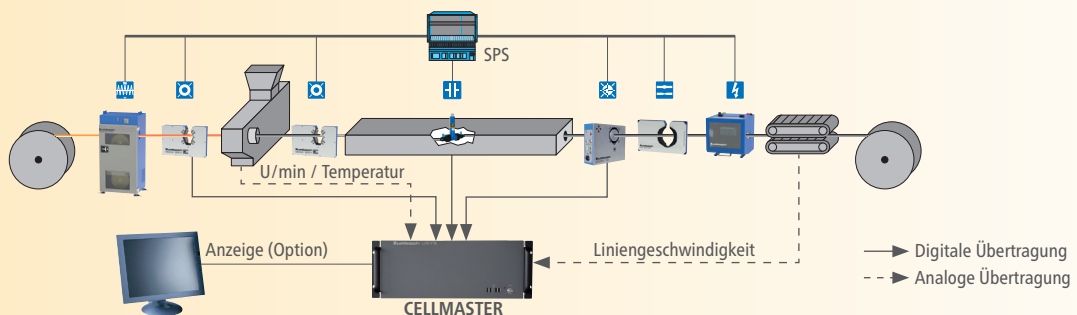 SPS
U/min / Temperatur
Anzeige (Option)
Liniengeschwindigkeit
Digitale Übertragung
Analoge Übertragung
CELLMASTER